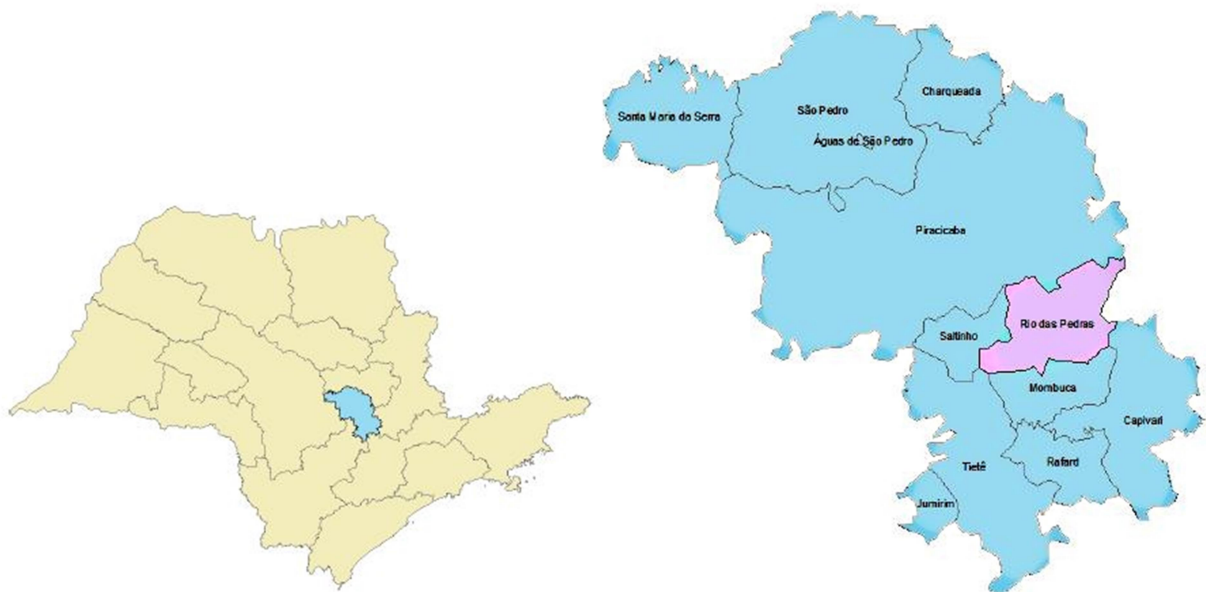 Charqueada
São Pedro
Santa Maria da Serra
Águas de São Pedro
Piracicaba
Rio das Pedras
Saltinho
Mombuca
Capivari
Tietê
Rafard
Jumirim